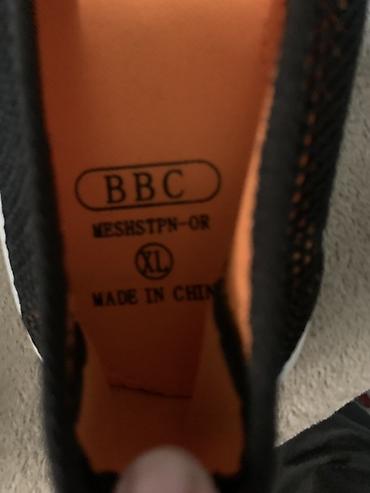 BBC
MESHSTPN-OR
XL
MADE IN CHIN